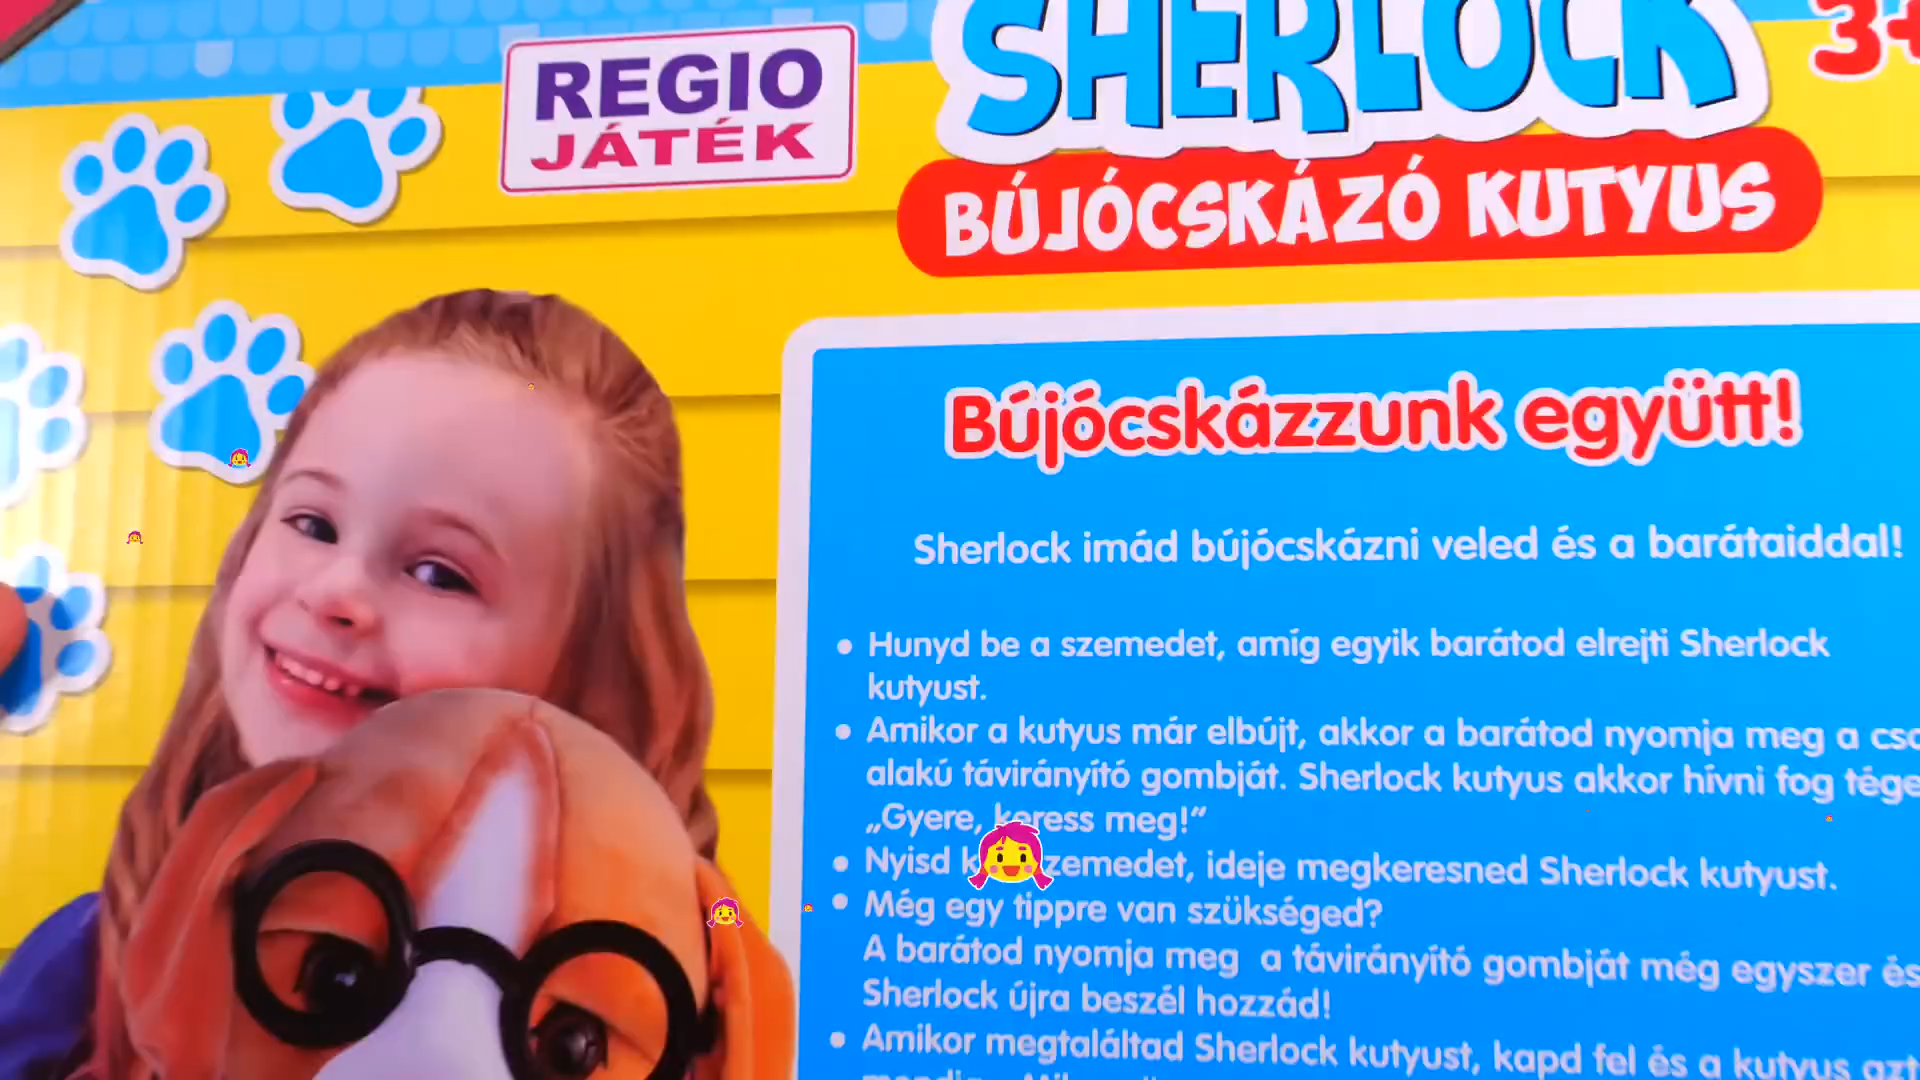 REGIO
JÁTÉK
SHERLOCK
3+
BÚJÓCSKÁZÓ KUTYUS
Bújócskázzunk együtt!
Sherlock imád bújócskázni veled és a barátaiddal!
• Hunyd be a szemedet, amíg egyik barátod elrejti Sherlock
kutyust.
• Amikor a kutyus már elbújt, akkor a barátod nyomja meg a
alakú távirányító gombját. Sherlock kutyus akkor hívni fog
„Gyere, keress meg!”
• Nyisd szemedet, ideje megkeresned Sherlock kutyust.
• Még egy tippre van szükséged?
A barátod nyomja meg a távirányító gombját még egyszer és
Sherlock újra beszél hozzád!
• Amikor megtaláltad Sherlock kutyust, kapd fel és a kutyus